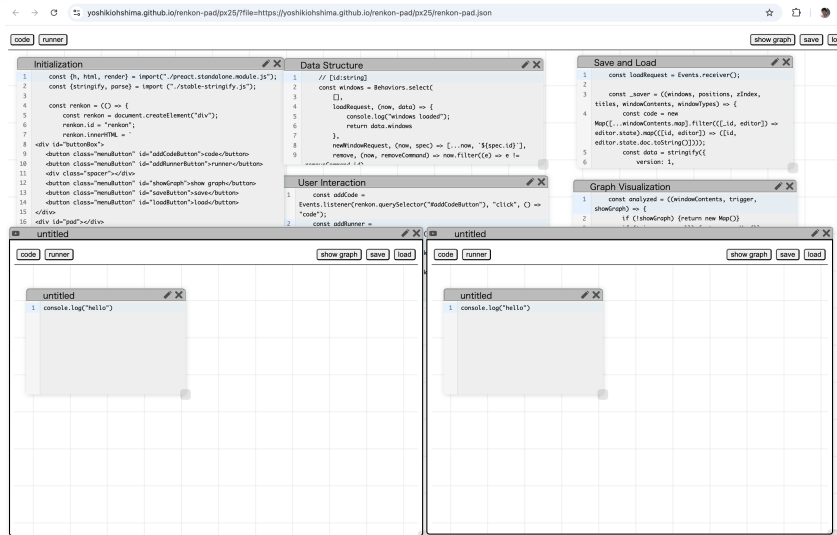 yoshikiohshima.github.io/renkon-pad/px25/?file=https://yoshikiohshima.github.io/renkon-pad/px25/renkon-pad.json
code runner show graph save lo
Initialization
1 const {h, html, render} = import("./preact.standalone.module.js");
2 const {stringify, parse} = import ("./stable-stringify.js");
3
4 const renkon = (() => {
5 const renkon = document.createElement("div");
6 renkon.id = "renkon";
7 renkon.innerHTML = `
8 <div id="buttonBox">
9 <button class="menuButton" id="addCodeButton">code</button>
10 <button class="menuButton" id="addRunnerButton">runner</button>
11 <div class="spacer"></div>
12 <button class="menuButton" id="showGraph">show graph</button>
13 <button class="menuButton" id="saveButton">save</button>
14 <button class="menuButton" id="loadButton">load</button>
15 </div>
16 <div id="pad"></div>
Data Structure
1 // [id:string]
2 const windows = Behaviors.select(
3 [],
4 loadRequest, (now, data) => {
5 console.log("windows loaded");
6 return data.windows
7 },
8 newWindowRequest, (now, spec) => [...now, `${spec.id}`],
9 remove, (now, removeCommand) => now.filter((e) => e !=
removeCommand.id)
User Interaction
1 const addCode =
Events.listener(renkon.querySelector("#addCodeButton"), "click", () =>
"code");
2 const addRunner =
Save and Load
1 const loadRequest = Events.receiver();
2
3 const _saver = ((windows, positions, zIndex,
titles, windowContents, windowTypes) => {
4 const code = new
Map([...windowContents.map].filter(([_id, editor]) =>
editor.state).map(([id, editor]) => ([id,
editor.state.doc.toString()])));
5 const data = stringify({
6 version: 1,
Graph Visualization
1 const analyzed = ((windowContents, trigger,
showGraph) => {
2 if (!showGraph) {return new Map()}
untitled
code runner show graph save load
untitled
1 console.log("hello")
untitled
code runner show graph save load
untitled
1 console.log("hello")